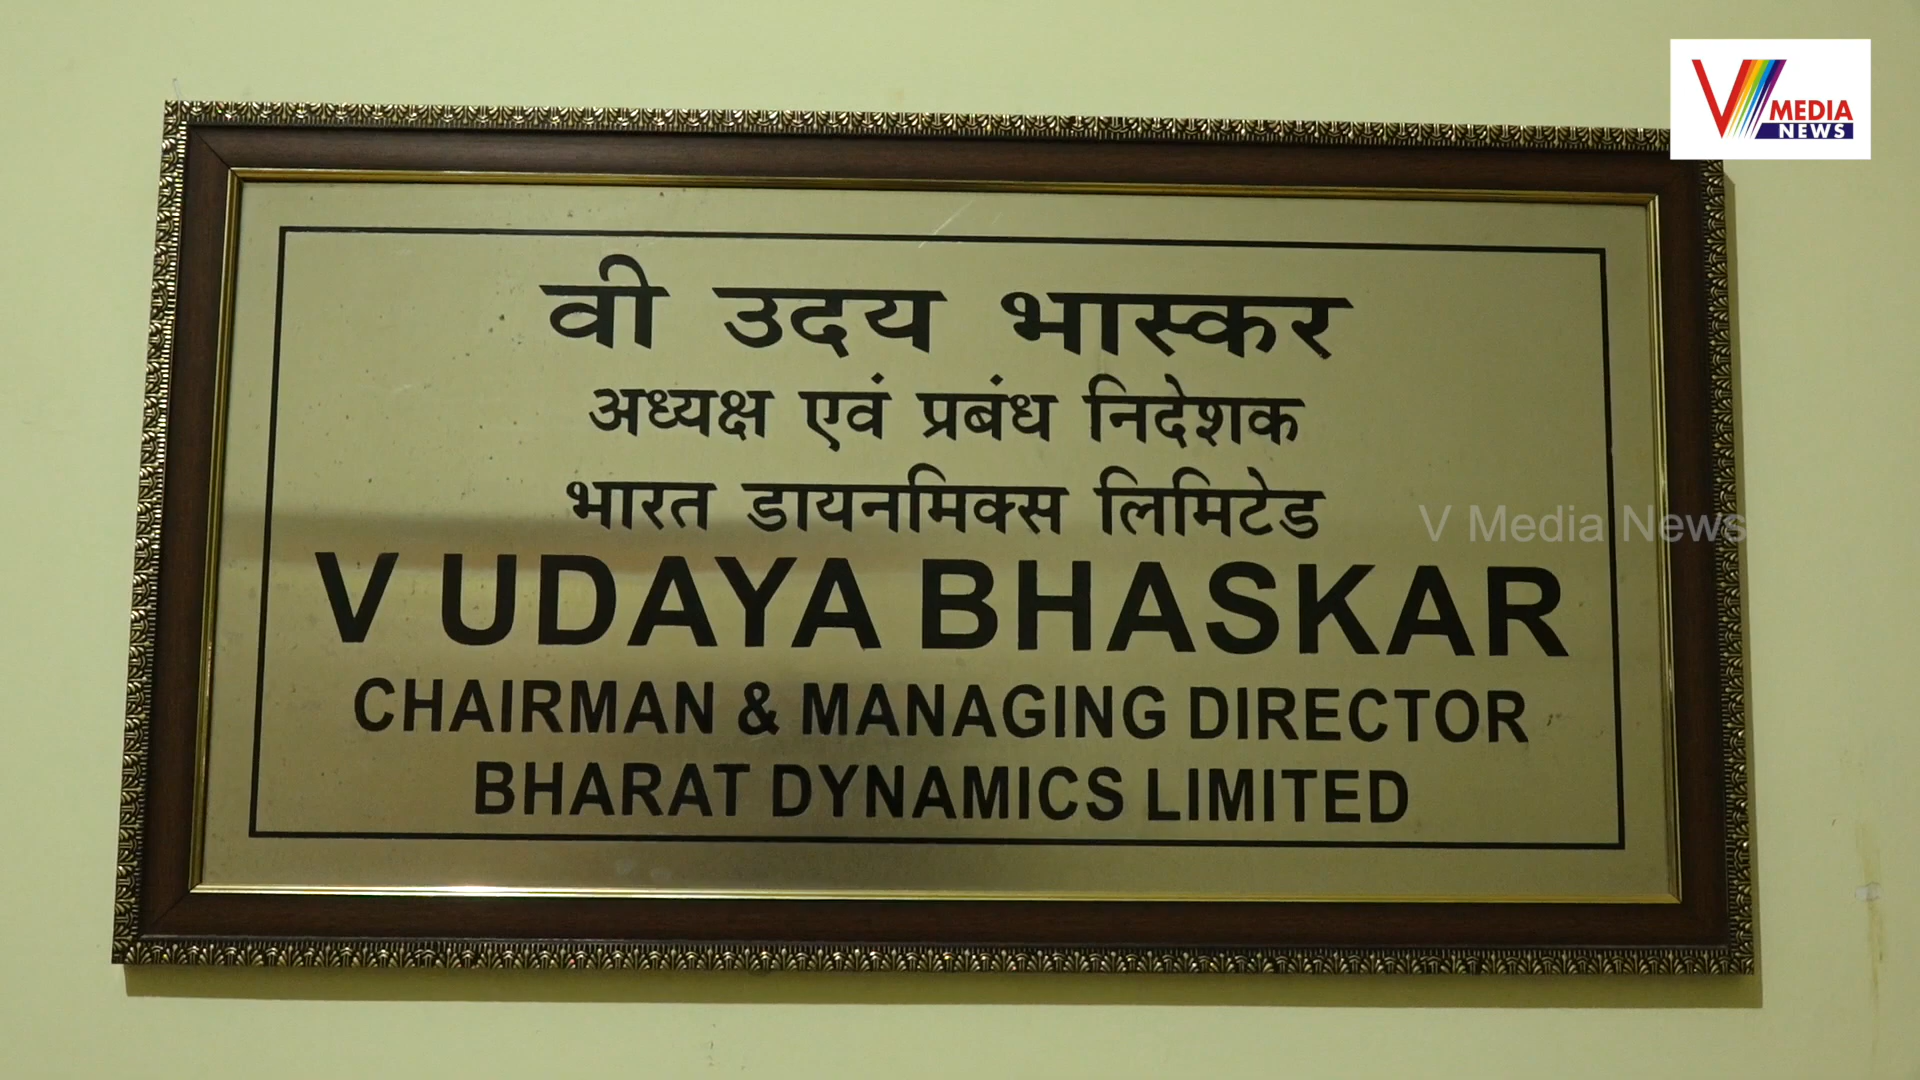 V MEDIA
NEWS
वी उदय भास्कर
अध्यक्ष एवं प्रबंध निदेशक
भारत डायनमिक्स लिमिटेड
V Media News
V UDAYA BHASKAR
CHAIRMAN & MANAGING DIRECTOR
BHARAT DYNAMICS LIMITED